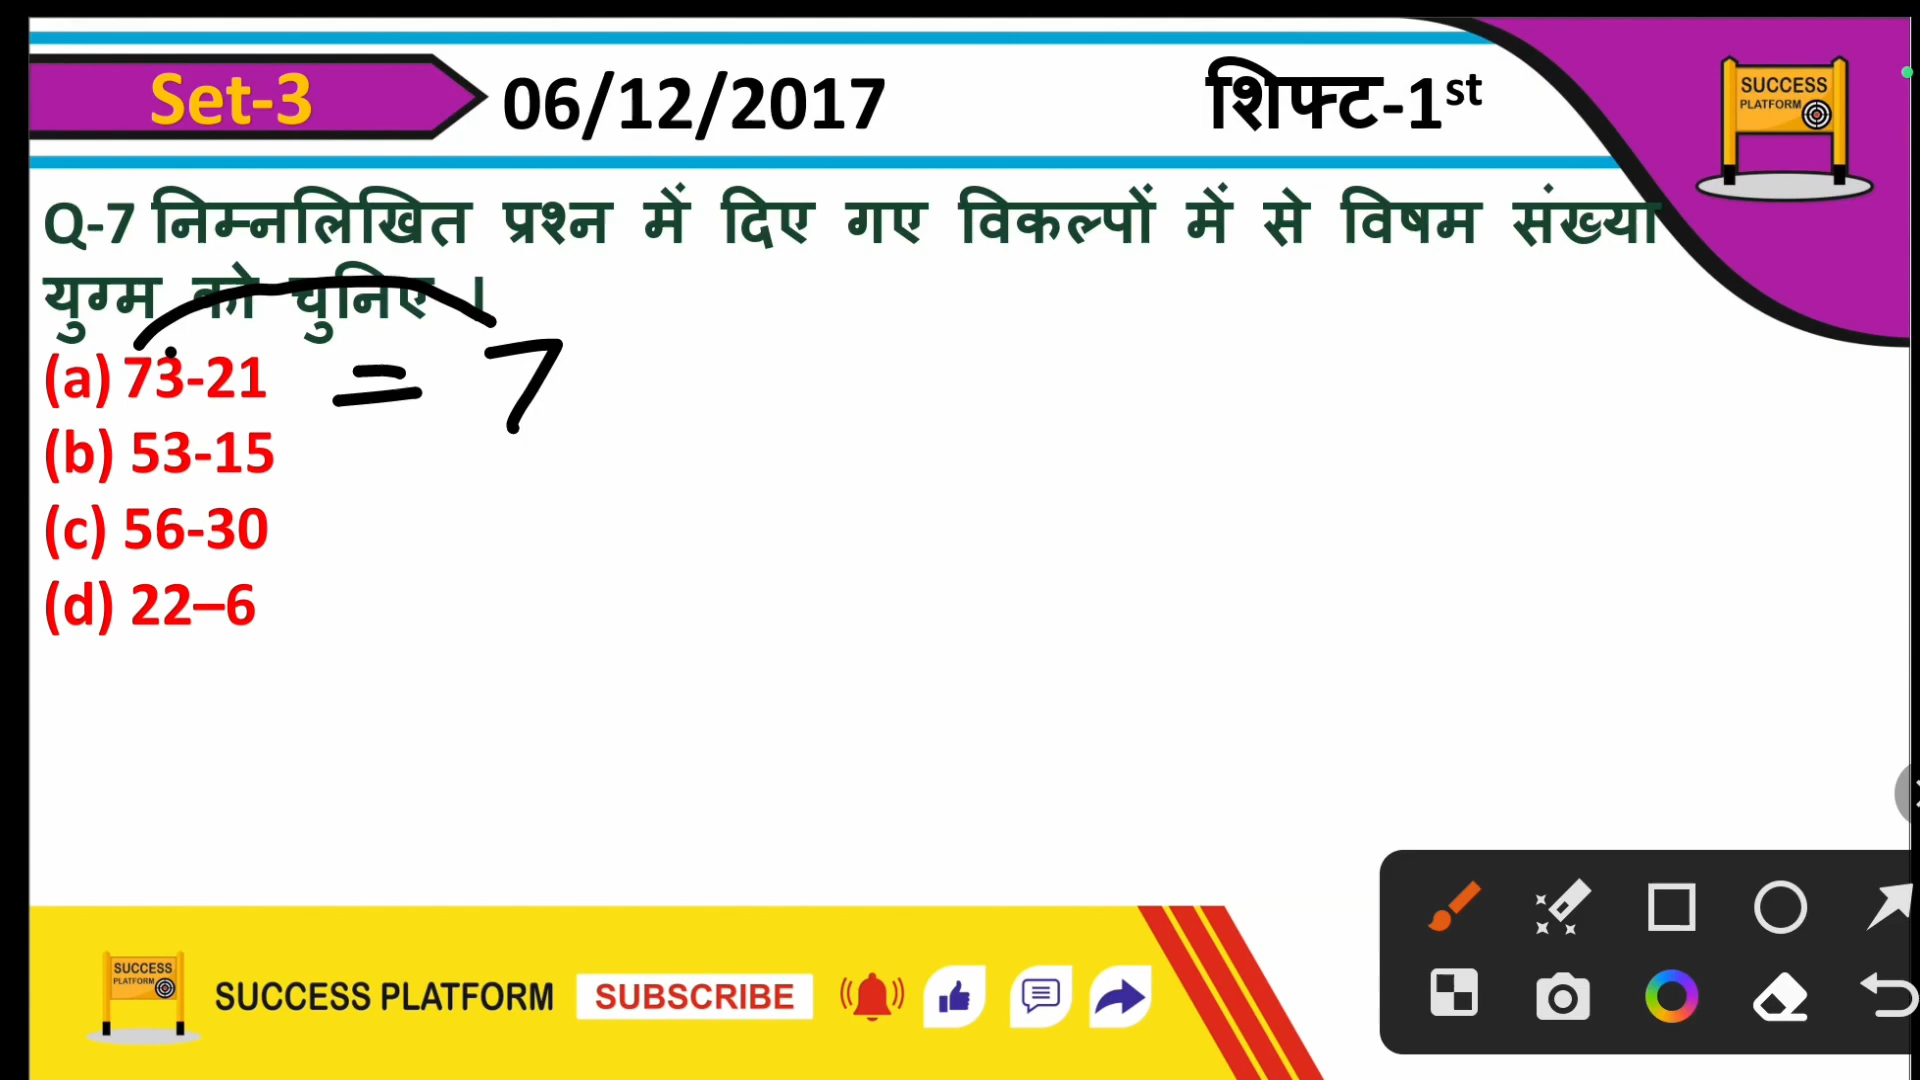 Set-3 06/12/2017 शिफ्ट-1st
SUCCESS
PLATFORM
Q-7 निम्नलिखित प्रश्न में दिए गए विकल्पों में से विषम संख्या
युग्म को चुनिए ।
(a) 73-21 = 7
(b) 53-15
(c) 56-30
(d) 22–6
SUCCESS
PLATFORM
SUCCESS PLATFORM SUBSCRIBE